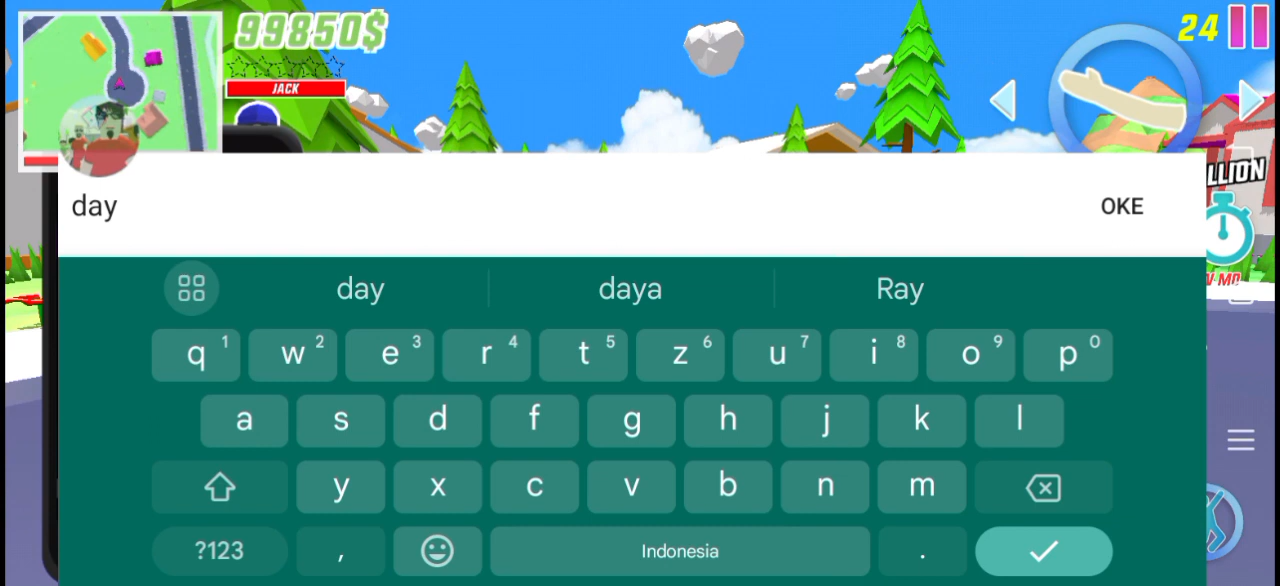 99850$
24
JACK
LLION
day
OKE
day daya Ray
q 1 w 2 e 3 r 4 t 5 z 6 u 7 i 8 o 9 p 0
a s d f g h j k l
y x c v b n m
?123 , Indonesia .